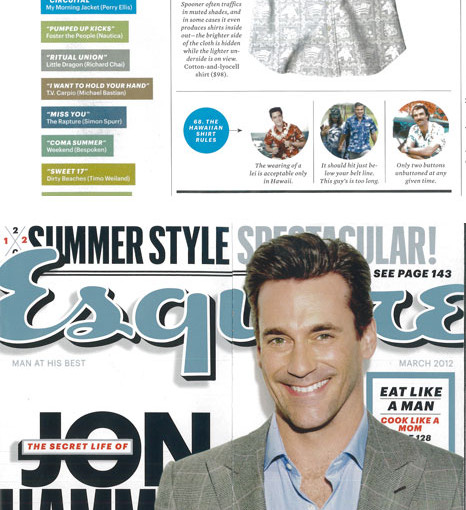 CIRCUITAL"
My Morning Jacket (Perry Ellis)
"PUMPED UP KICKS"
Foster the People (Nautica)
"RITUAL UNION"
Little Dragon (Richard Chai)
"I WANT TO HOLD YOUR HAND"
T.V. Carpio (Michael Bastian)
"MISS YOU"
The Rapture (Simon Spurr)
"COMA SUMMER"
Weekend (Bespoken)
"SWEET 17"
Dirty Beaches (Timo Weiland)
Spooner often traffics
in muted shades, and
in some cases it even
produces shirts inside
out—the brighter side
of the cloth is hidden
while the lighter un-
derside is on view.
Cotton-and-lyocell
shirt ($98).
68. THE
HAWAIIAN
SHIRT
RULES
The wearing of a
lei is acceptable only
in Hawaii.
It should hit just be-
low your belt line.
This guy's is too long.
Only two buttons
unbuttoned at any
given time.
SUMMER STYLE SPECTACULAR!
SEE PAGE 143
Esquire
MAN AT HIS BEST
MARCH 2012
EAT LIKE
A MAN
COOK LIKE A
MOM
128
THE SECRET LIFE OF
JON
HAMM